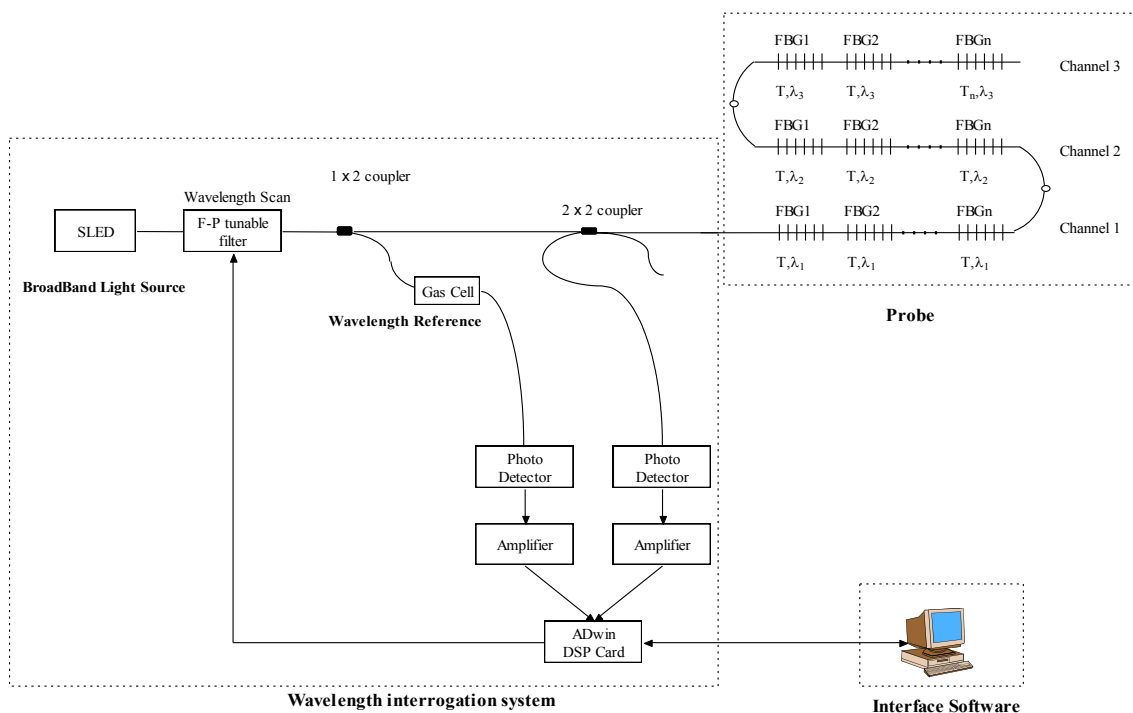 FBG1 FBG2 FBGn
Channel 3
T,λ3 T,λ3 Tn,λ3
FBG1 FBG2 FBGn
Channel 2
T,λ2 T,λ2 T,λ2
FBG1 FBG2 FBGn
Channel 1
T,λ1 T,λ1 T,λ1
Probe
1 x 2 coupler
Wavelength Scan
2 x 2 coupler
SLED
F-P tunable
filter
BroadBand Light Source
Gas Cell
Wavelength Reference
Photo
Detector
Photo
Detector
Amplifier
Amplifier
ADwin
DSP Card
Wavelength interrogation system
Interface Software